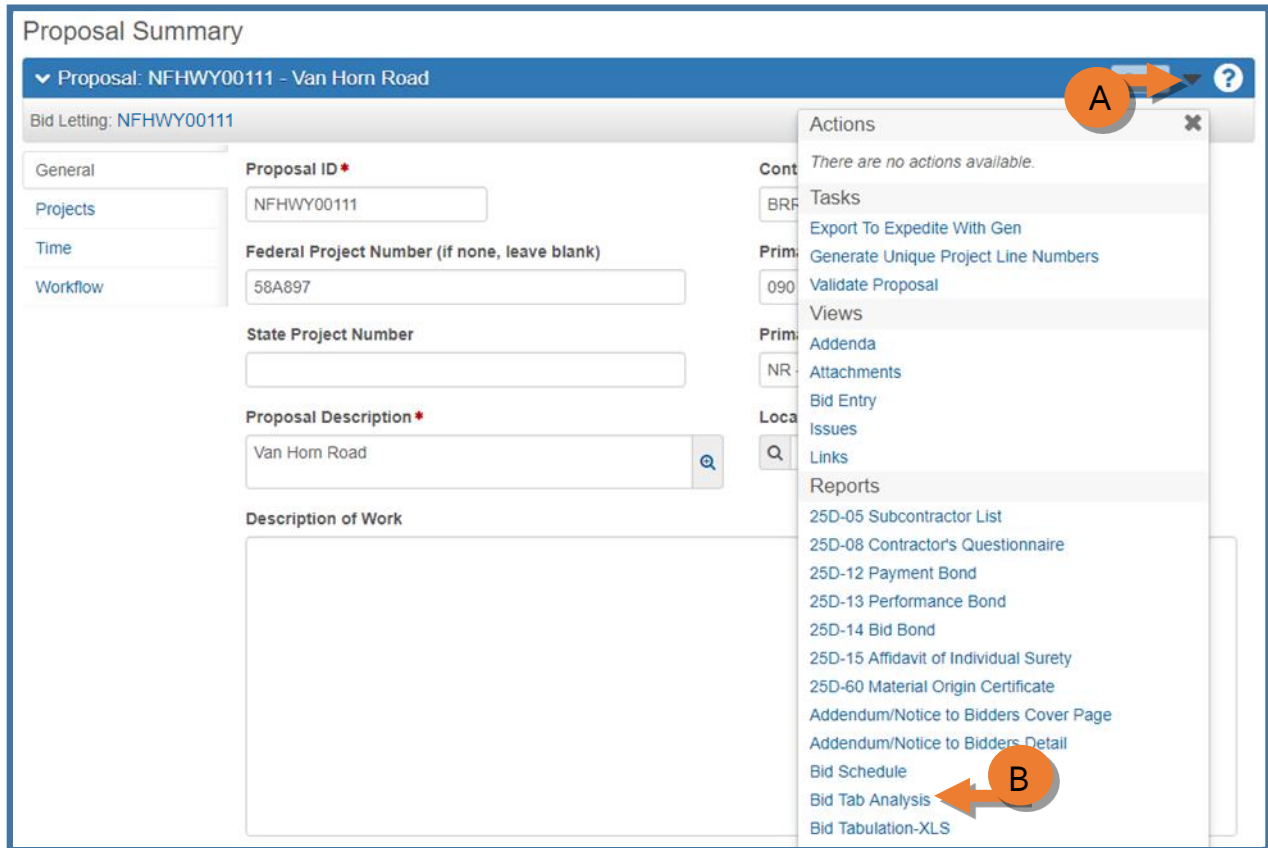 Proposal Summary
Proposal: NFHWY00111 - Van Horn Road
A
?
Bid Letting: NFHWY00111
General
Projects
Time
Workflow
Proposal ID*
NFHWY00111
Federal Project Number (if none, leave blank)
58A897
State Project Number
Proposal Description*
Van Horn Road
Description of Work
Cont
BRR
Prim
090
Prim
NR -
Loca
Actions
There are no actions available.
Tasks
Export To Expedite With Gen
Generate Unique Project Line Numbers
Validate Proposal
Views
Addenda
Attachments
Bid Entry
Issues
Links
Reports
25D-05 Subcontractor List
25D-08 Contractor's Questionnaire
25D-12 Payment Bond
25D-13 Performance Bond
25D-14 Bid Bond
25D-15 Affidavit of Individual Surety
25D-60 Material Origin Certificate
Addendum/Notice to Bidders Cover Page
Addendum/Notice to Bidders Detail
Bid Schedule
Bid Tab Analysis
B
Bid Tabulation-XLS